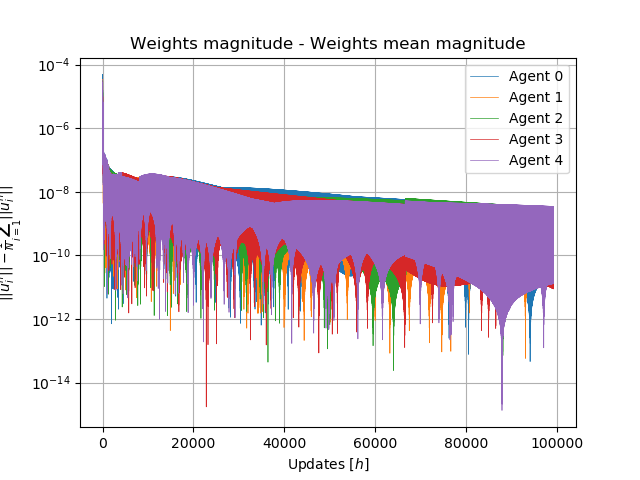 Weights magnitude - Weights mean magnitude
10⁻⁴
10⁻⁶
10⁻⁸
10⁻¹⁰
10⁻¹²
10⁻¹⁴
Agent 0
Agent 1
Agent 2
Agent 3
Agent 4
0
20000
40000
60000
80000
100000
Updates [h]